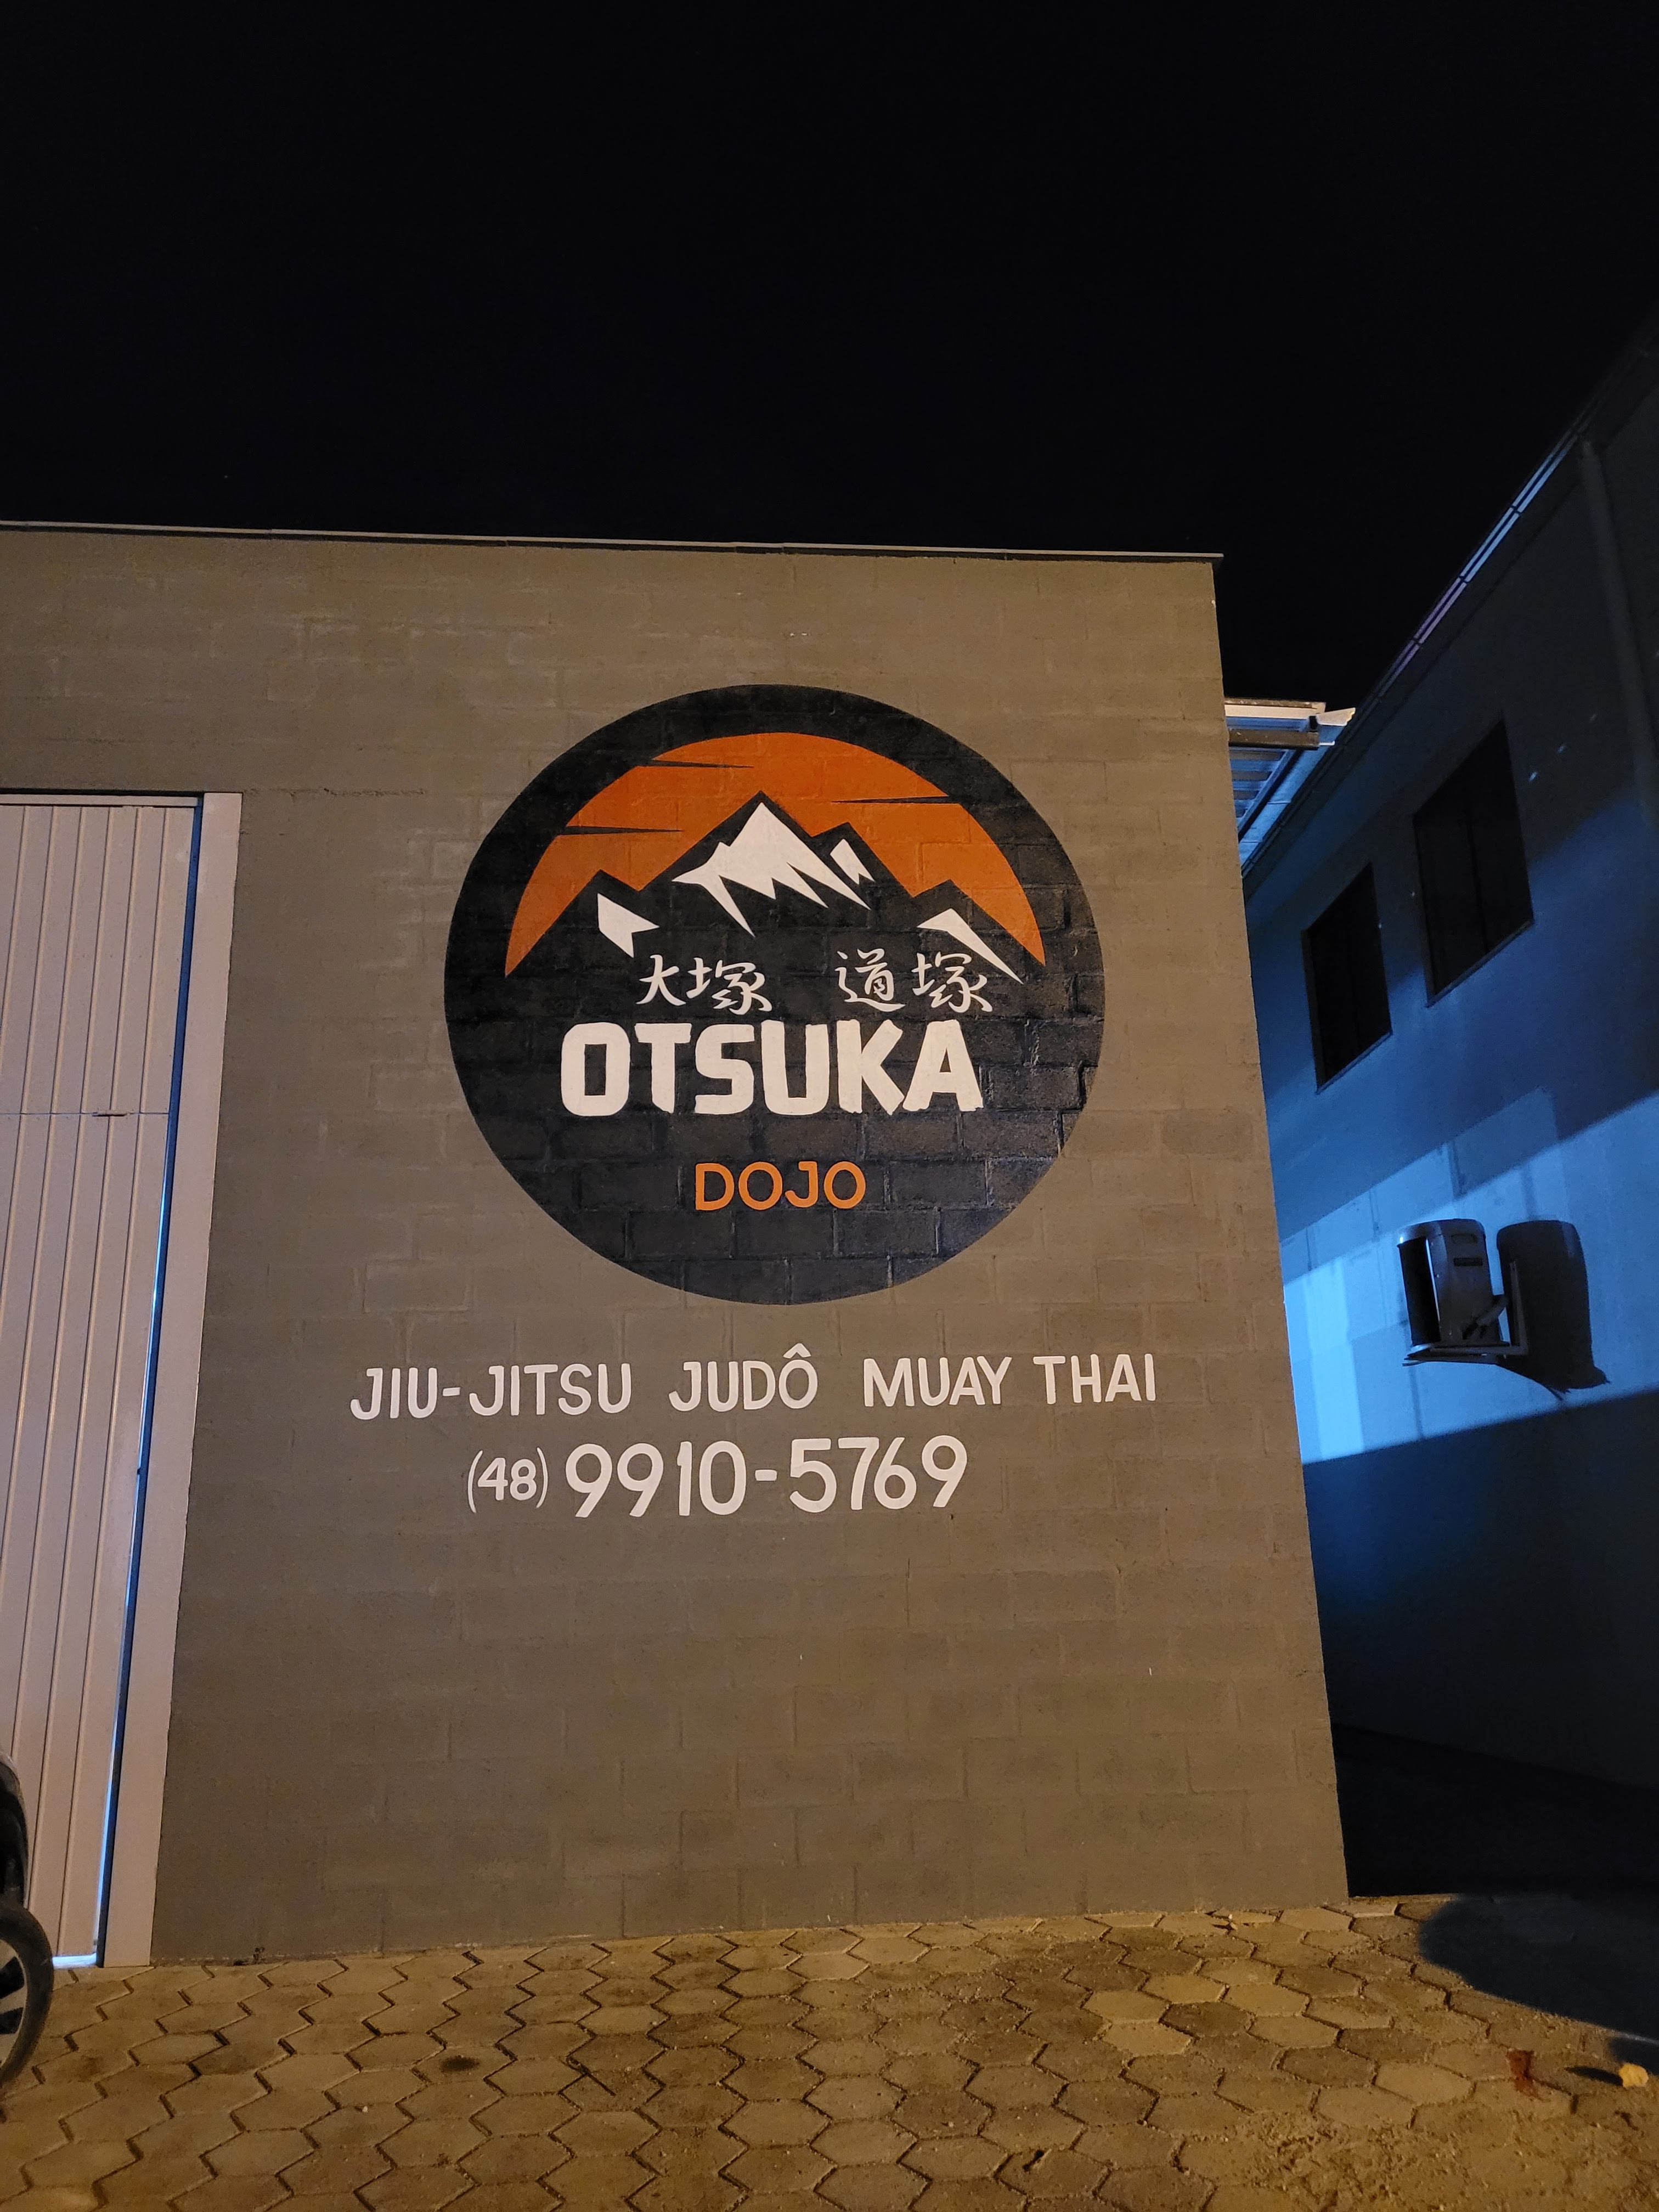 大塚 道塚
OTSUKA
DOJO
JIU-JITSU JUDÔ MUAY THAI
(48) 9910-5769